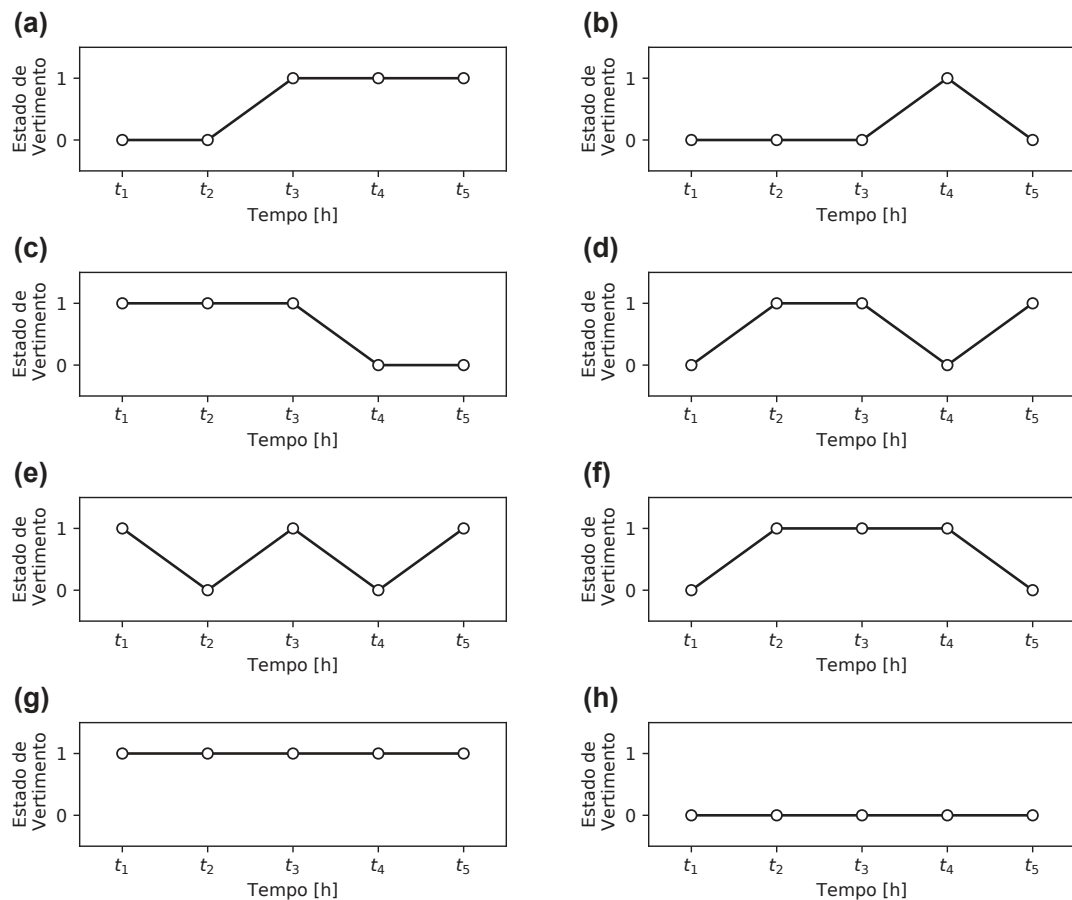 (a)
Estado de
Vertimento
1
0
t₁ t₂ t₃ t₄ t₅
Tempo [h]
(b)
Estado de
Vertimento
1
0
t₁ t₂ t₃ t₄ t₅
Tempo [h]
(c)
Estado de
Vertimento
1
0
t₁ t₂ t₃ t₄ t₅
Tempo [h]
(d)
Estado de
Vertimento
1
0
t₁ t₂ t₃ t₄ t₅
Tempo [h]
(e)
Estado de
Vertimento
1
0
t₁ t₂ t₃ t₄ t₅
Tempo [h]
(f)
Estado de
Vertimento
1
0
t₁ t₂ t₃ t₄ t₅
Tempo [h]
(g)
Estado de
Vertimento
1
0
t₁ t₂ t₃ t₄ t₅
Tempo [h]
(h)
Estado de
Vertimento
1
0
t₁ t₂ t₃ t₄ t₅
Tempo [h]